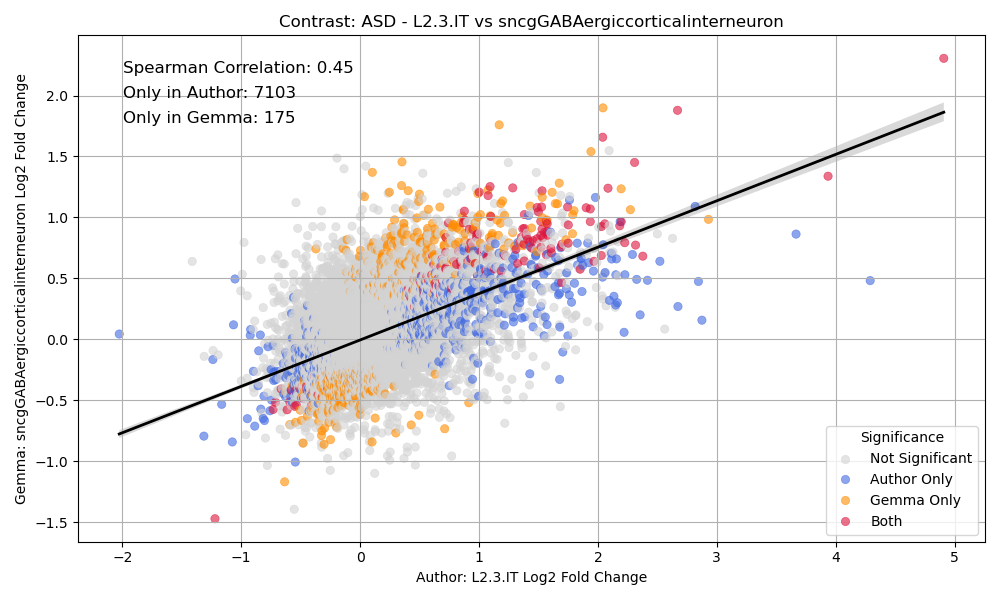 Contrast: ASD - L2.3.IT vs sncgGABAergiccorticalinterneuron
Spearman Correlation: 0.45
Only in Author: 7103
Only in Gemma: 175
Gemma: sncgGABAergiccorticalinterneuron Log2 Fold Change
2.0
1.5
1.0
0.5
0.0
−0.5
−1.0
−1.5
Significance
Not Significant
Author Only
Gemma Only
Both
−2
−1
0
1
2
3
4
5
Author: L2.3.IT Log2 Fold Change